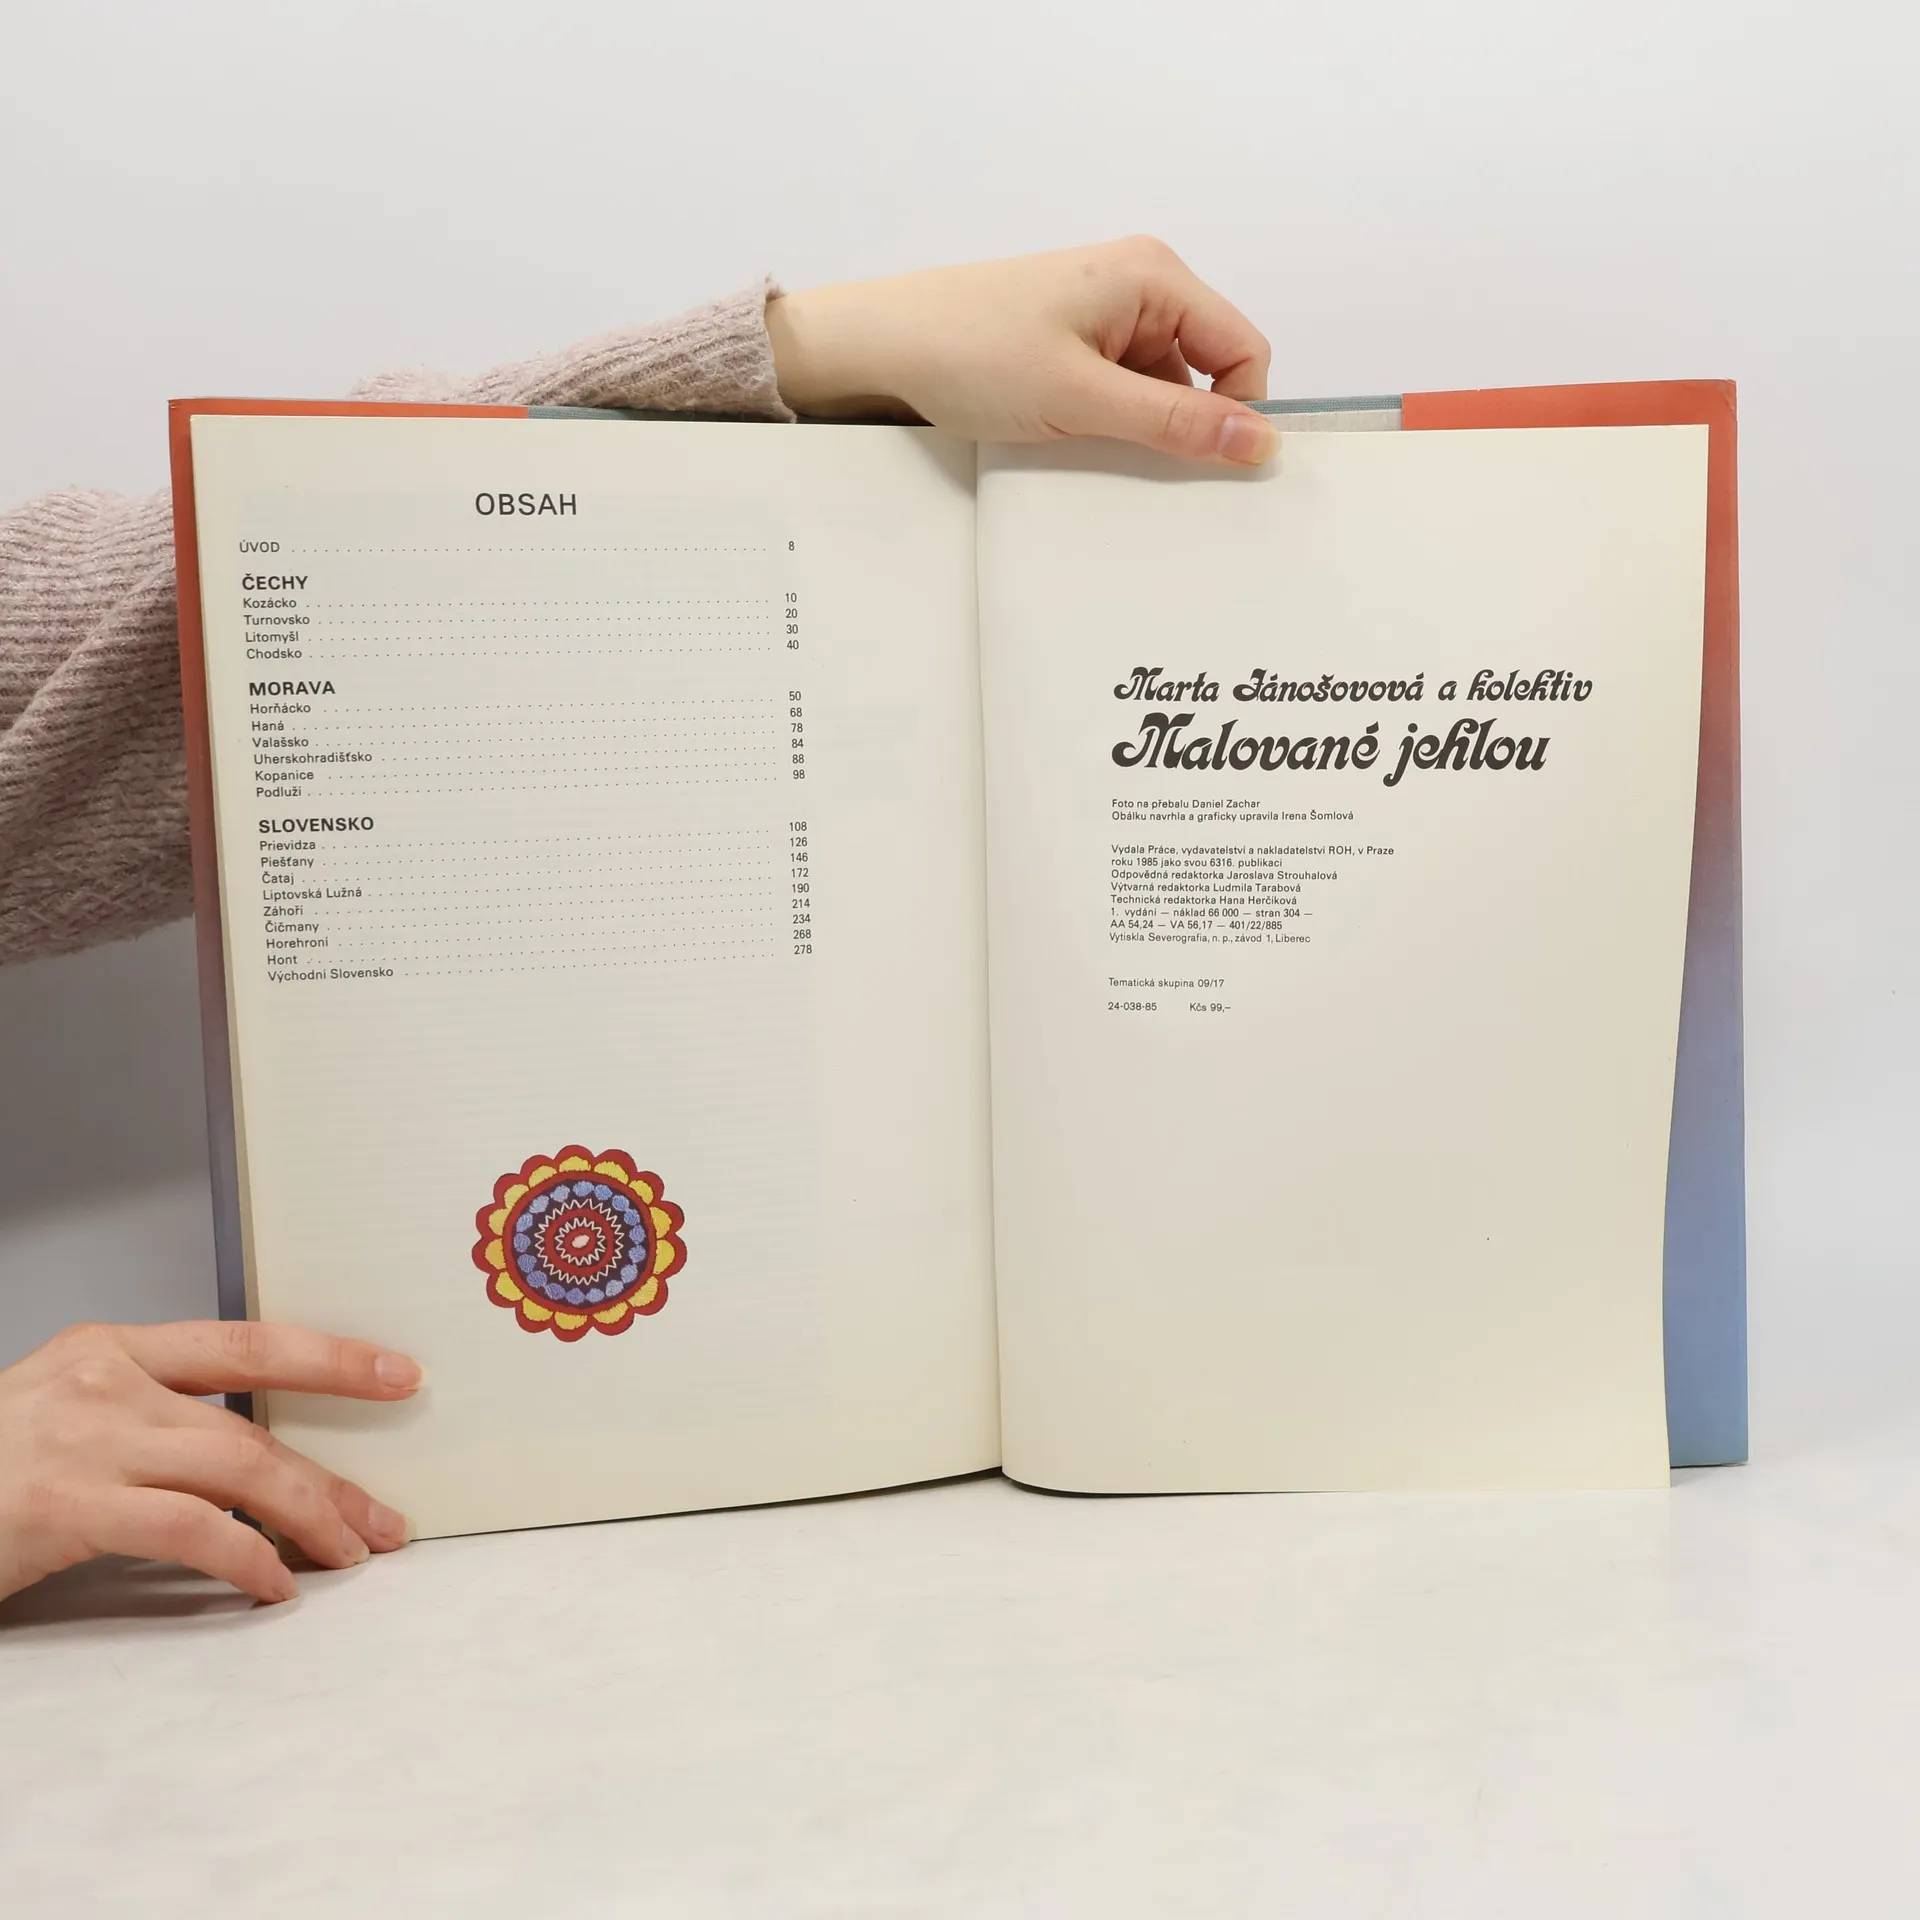 OBSAH
ÚVOD . . . . . . . . . . 8
ČECHY
Kozácko . . . . . . . . . . 10
Turnovsko . . . . . . . . . . 20
Litomyšl . . . . . . . . . . 30
Chodsko . . . . . . . . . . 40
MORAVA
Horňácko . . . . . . . . . . 50
Haná . . . . . . . . . . 68
Valašsko . . . . . . . . . . 78
Uherskohradišťsko . . . . . . . . . . 84
Kopanice . . . . . . . . . . 88
Podluží . . . . . . . . . . 98
SLOVENSKO
Prievidza . . . . . . . . . . 108
Piešťany . . . . . . . . . . 126
Čataj . . . . . . . . . . 146
Liptovská Lužná . . . . . . . . . . 172
Záhoří . . . . . . . . . . 190
Čičmany . . . . . . . . . . 214
Horehroní . . . . . . . . . . 234
Hont . . . . . . . . . . 268
Východní Slovensko . . . . . . . . . . 278
Marta Jánošovová a kolektiv
Malované jehlou
Foto na přebalu Daniel Zachar
Obálku navrhla a graficky upravila Irena Šomlová
Vydala Práce, vydavatelství a nakladatelství ROH, v Praze
roku 1985 jako svou 6316. publikaci
Odpovědná redaktorka Jaroslava Strouhalová
Výtvarná redaktorka Ludmila Tarabová
Technická redaktorka Hana Herčíková
1. vydání — náklad 66 000 — stran 304 —
AA 54,24 — VA 56,17 — 401/22/885
Vytiskla Severografia, n. p., závod 1, Liberec
Tematická skupina 09/17
24-038-85 Kčs 99,–